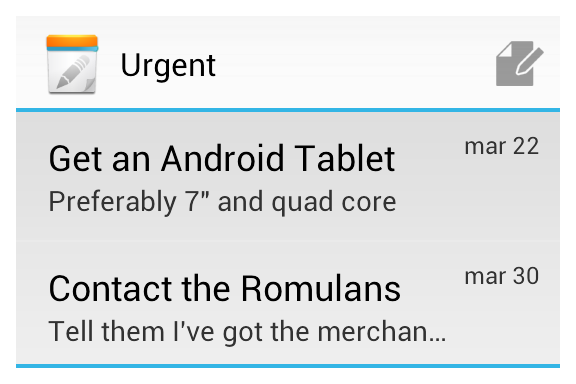 Urgent
Get an Android Tablet
mar 22
Preferably 7" and quad core
Contact the Romulans
mar 30
Tell them I've got the merchan...